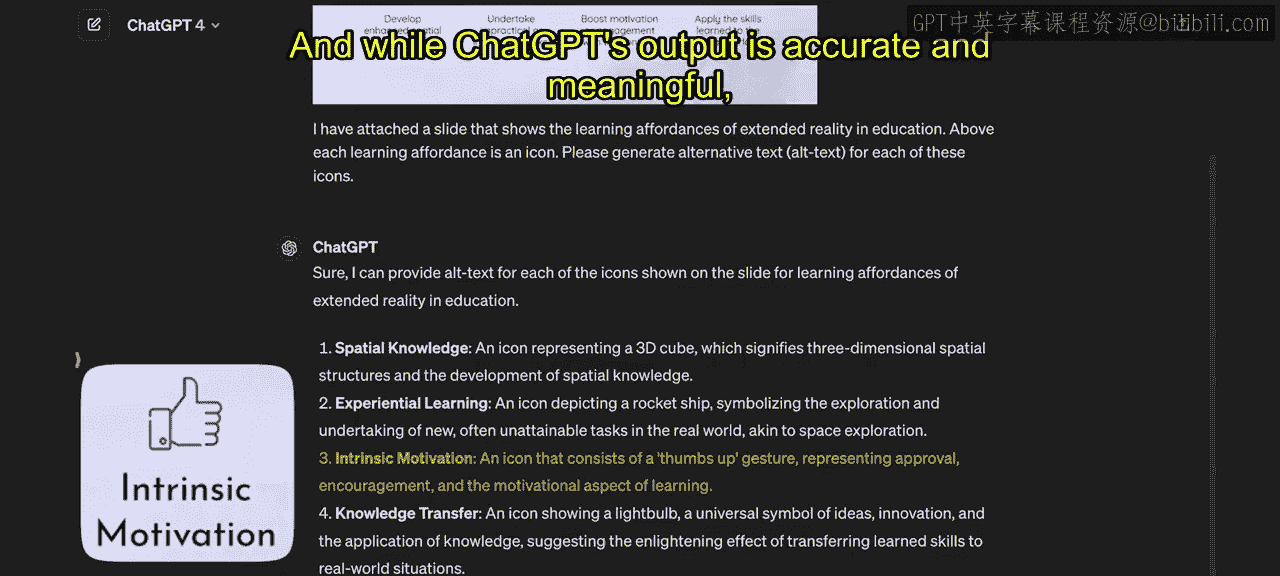 ChatGPT 4
GPT中英字幕课程资源@bilibili.com
Develop
Undertake
Boost motivation
Apply the skills
And while ChatGPT's output is accurate and
meaningful,
I have attached a slide that shows the learning affordances of extended reality in education. Above
each learning affordance is an icon. Please generate alternative text (alt-text) for each of these
icons.
ChatGPT
Sure, I can provide alt-text for each of the icons shown on the slide for learning affordances of
extended reality in education.
1. Spatial Knowledge: An icon representing a 3D cube, which signifies three-dimensional spatial
structures and the development of spatial knowledge.
2. Experiential Learning: An icon depicting a rocket ship, symbolizing the exploration and
undertaking of new, often unattainable tasks in the real world, akin to space exploration.
3. Intrinsic Motivation: An icon that consists of a 'thumbs up' gesture, representing approval,
encouragement, and the motivational aspect of learning.
4. Knowledge Transfer: An icon showing a lightbulb, a universal symbol of ideas, innovation, and
the application of knowledge, suggesting the enlightening effect of transferring learned skills to
real-world situations.
Intrinsic
Motivation